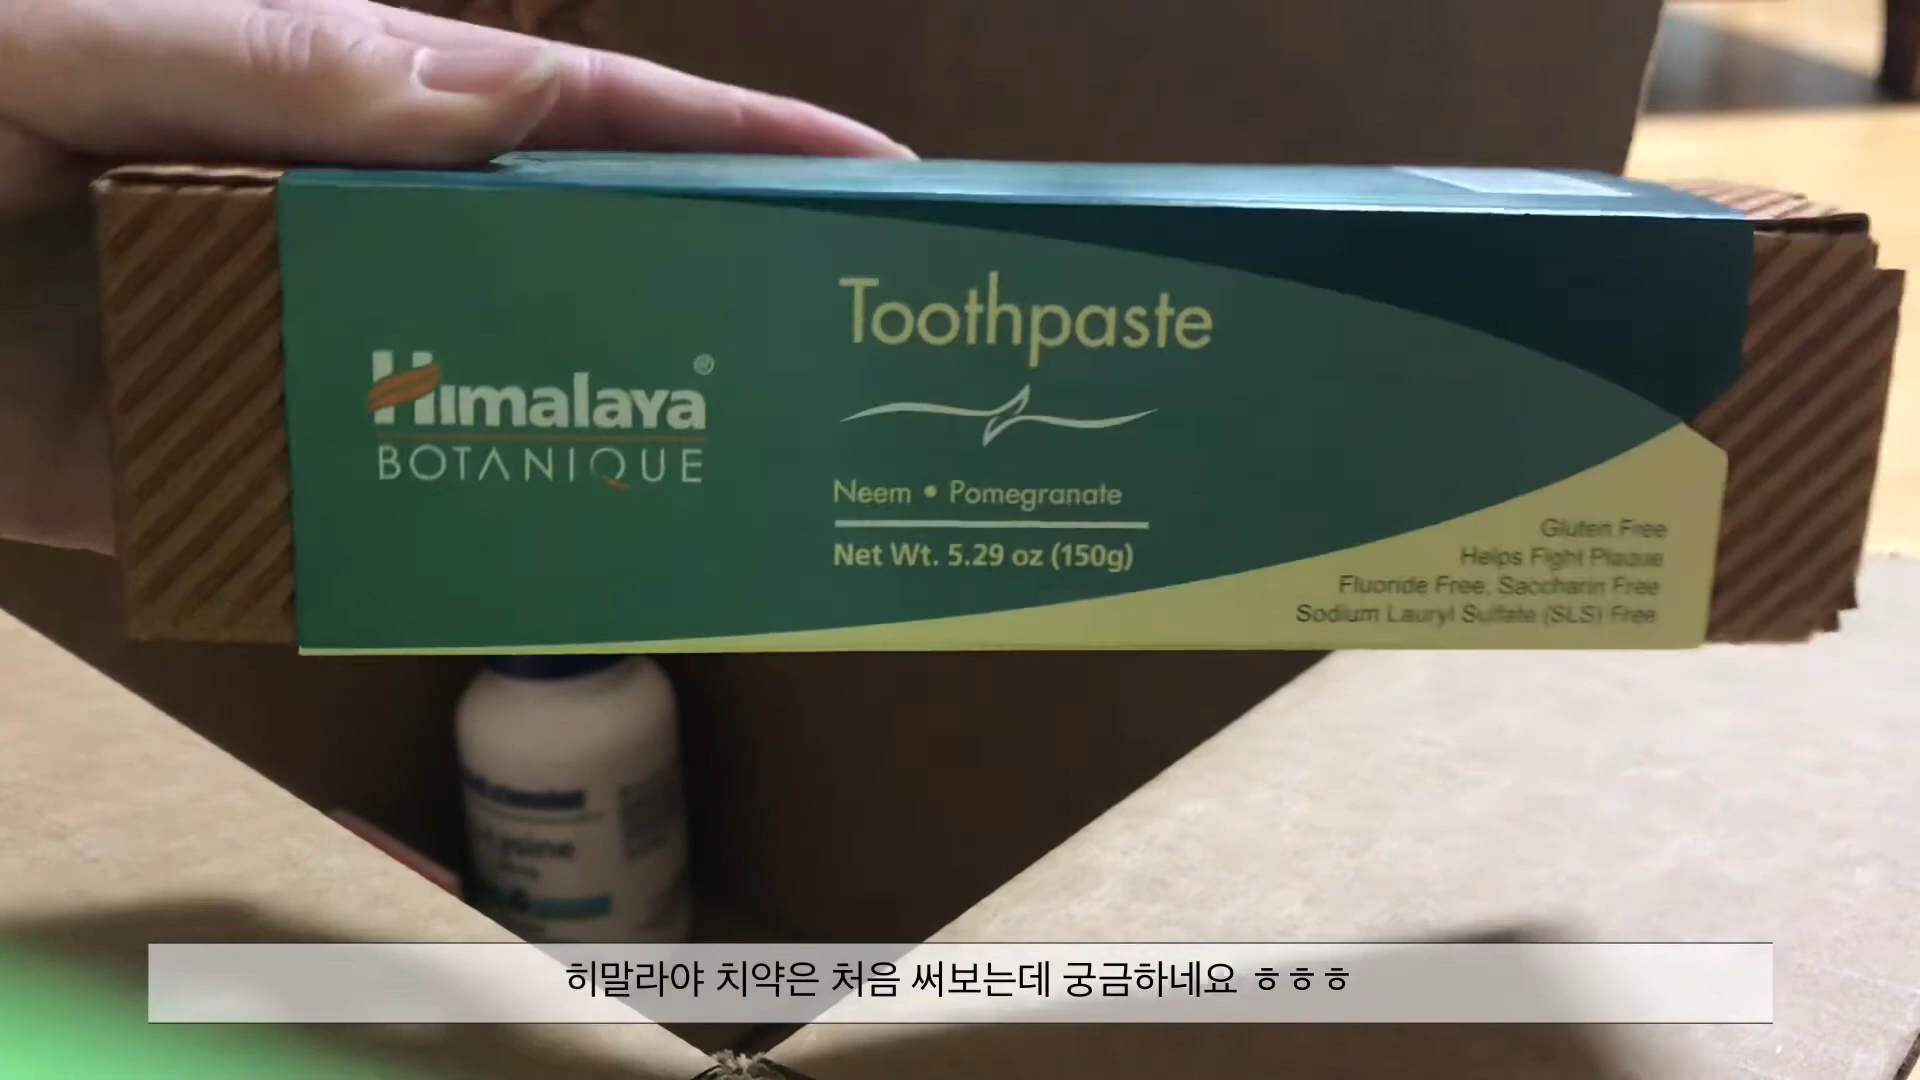 Himalaya®
BOTANIQUE
Toothpaste
Neem • Pomegranate
Net Wt. 5.29 oz (150g)
Gluten Free
Helps Fight Plaque
Fluoride Free, Saccharin Free
Sodium Lauryl Sulfate (SLS) Free
히말라야 치약은 처음 써보는데 궁금하네요 ㅎㅎㅎ